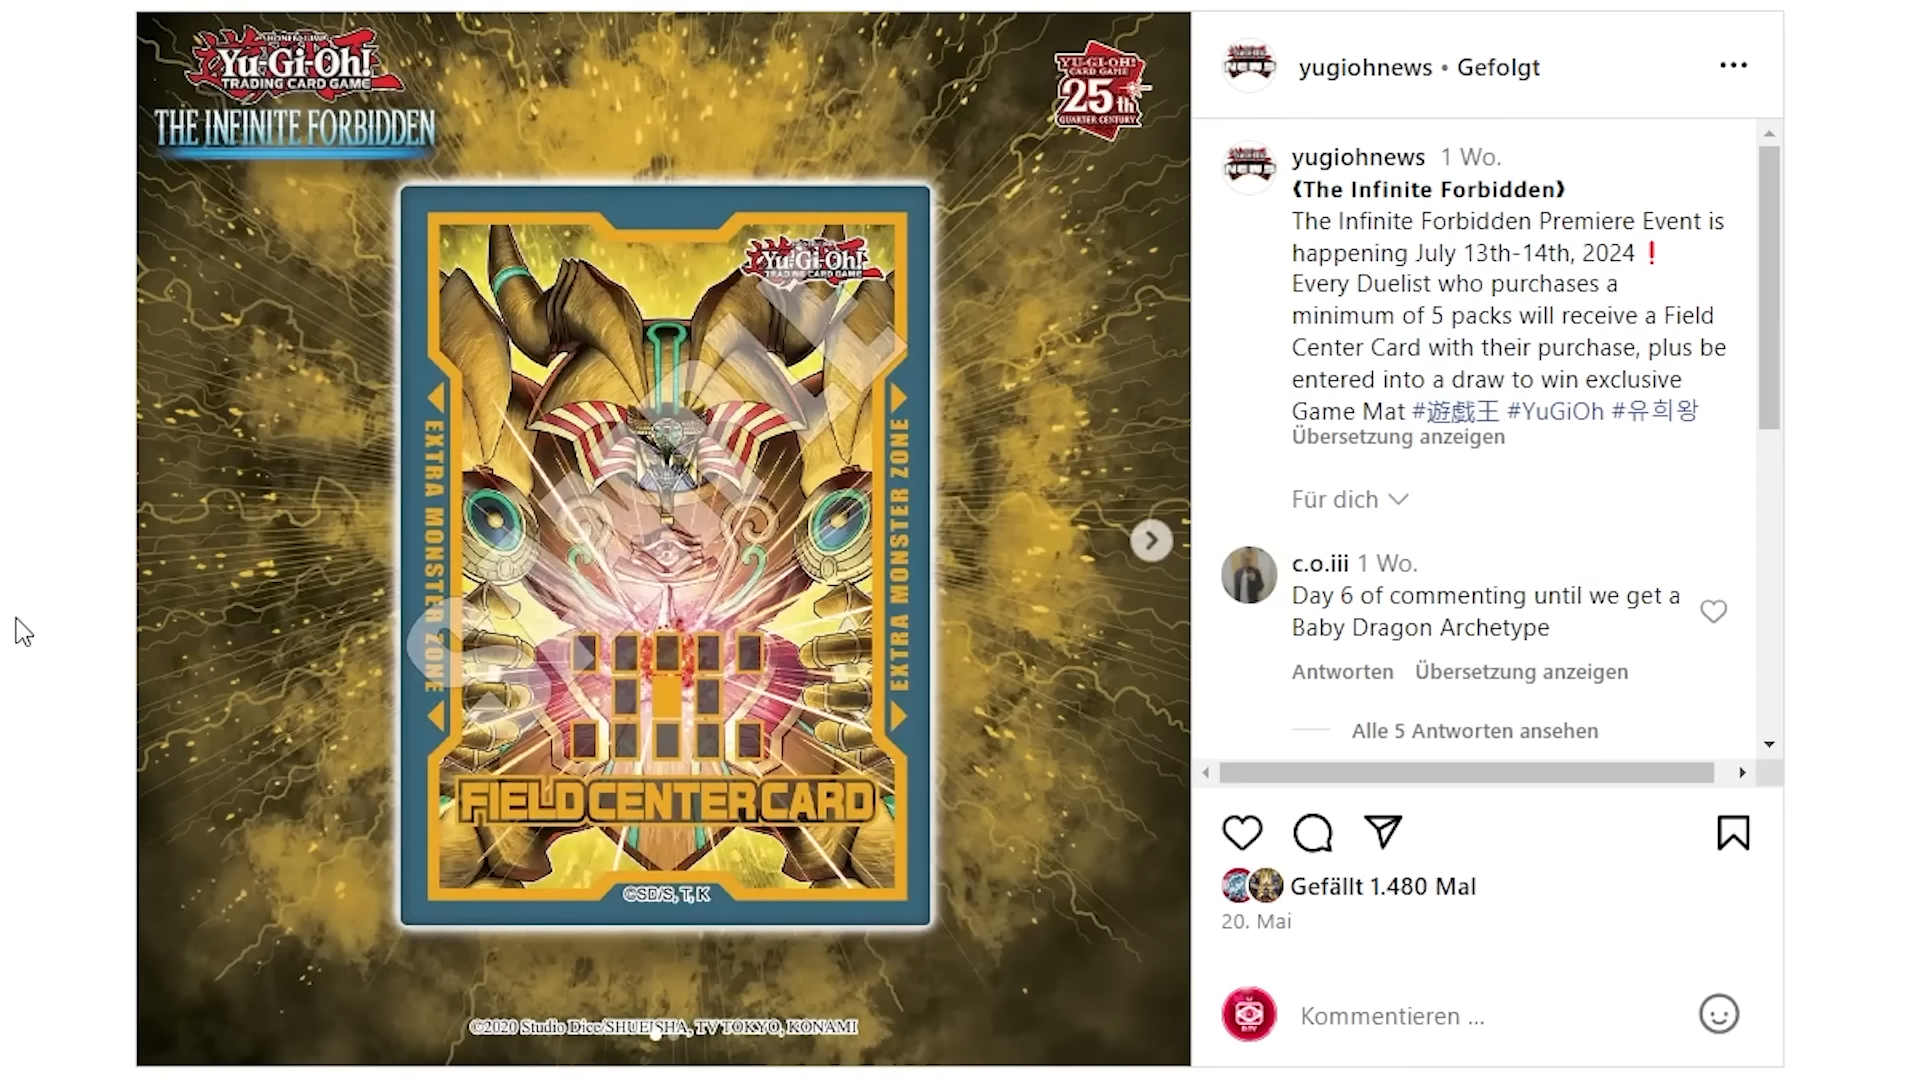 Yu-Gi-Oh!
TRADING CARD GAME
THE INFINITE FORBIDDEN
YU-GI-OH!
CARD GAME
25th
QUARTER CENTURY
Yu-Gi-Oh!
TRADING CARD GAME
SAMPLE
EXTRA MONSTER ZONE
EXTRA MONSTER ZONE
FIELD CENTER CARD
©SD/S, T, K
©2020 Studio Dice/SHUEISHA, TV TOKYO, KONAMI
yugiohnews • Gefolgt
yugiohnews 1 Wo.
《The Infinite Forbidden》
The Infinite Forbidden Premiere Event is
happening July 13th-14th, 2024❗
Every Duelist who purchases a
minimum of 5 packs will receive a Field
Center Card with their purchase, plus be
entered into a draw to win exclusive
Game Mat #遊戯王 #YuGiOh #유희왕
Übersetzung anzeigen
Für dich
c.o.iii 1 Wo.
Day 6 of commenting until we get a
Baby Dragon Archetype
Antworten Übersetzung anzeigen
Alle 5 Antworten ansehen
Gefällt 1.480 Mal
20. Mai
Kommentieren ...